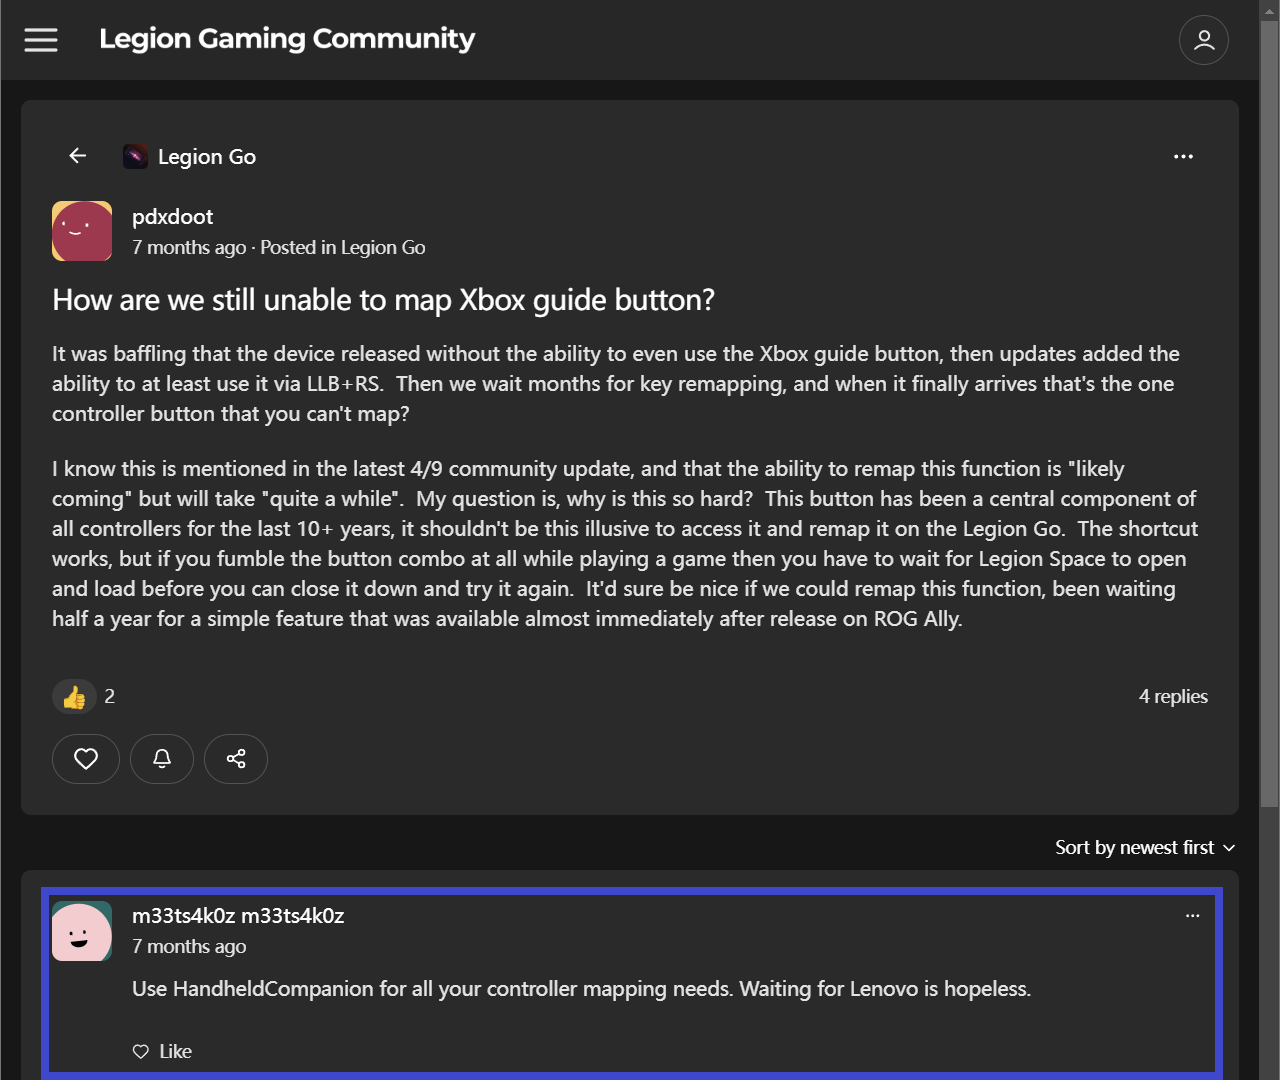 Legion Gaming Community
Legion Go
pdxdoot
7 months ago · Posted in Legion Go
How are we still unable to map Xbox guide button?
It was baffling that the device released without the ability to even use the Xbox guide button, then updates added the
ability to at least use it via LLB+RS.  Then we wait months for key remapping, and when it finally arrives that's the one
controller button that you can't map?
I know this is mentioned in the latest 4/9 community update, and that the ability to remap this function is "likely
coming" but will take "quite a while".  My question is, why is this so hard?  This button has been a central component of
all controllers for the last 10+ years, it shouldn't be this illusive to access it and remap it on the Legion Go.  The shortcut
works, but if you fumble the button combo at all while playing a game then you have to wait for Legion Space to open
and load before you can close it down and try it again.  It'd sure be nice if we could remap this function, been waiting
half a year for a simple feature that was available almost immediately after release on ROG Ally.
2
4 replies
Sort by newest first
m33ts4k0z m33ts4k0z
7 months ago
Use HandheldCompanion for all your controller mapping needs. Waiting for Lenovo is hopeless.
Like